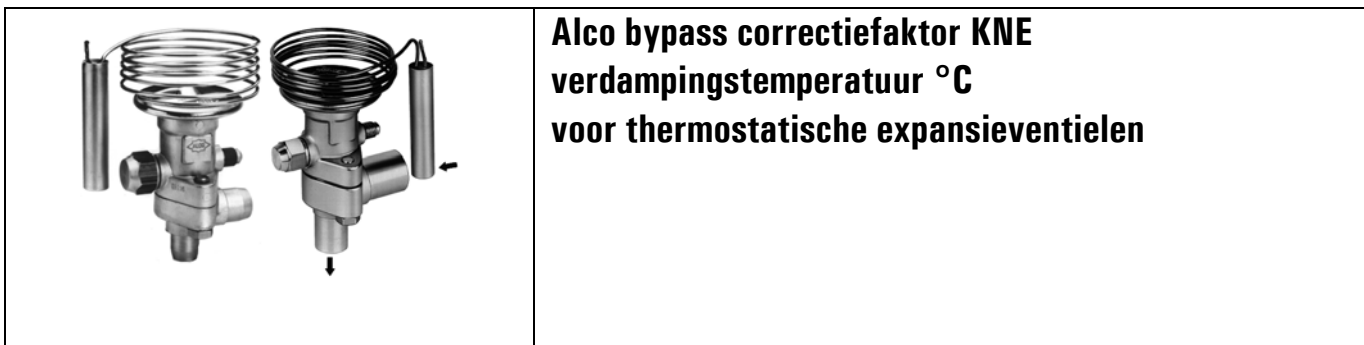 Alco bypass correctiefaktor KNE
verdampingstemperatuur °C
voor thermostatische expansieventielen